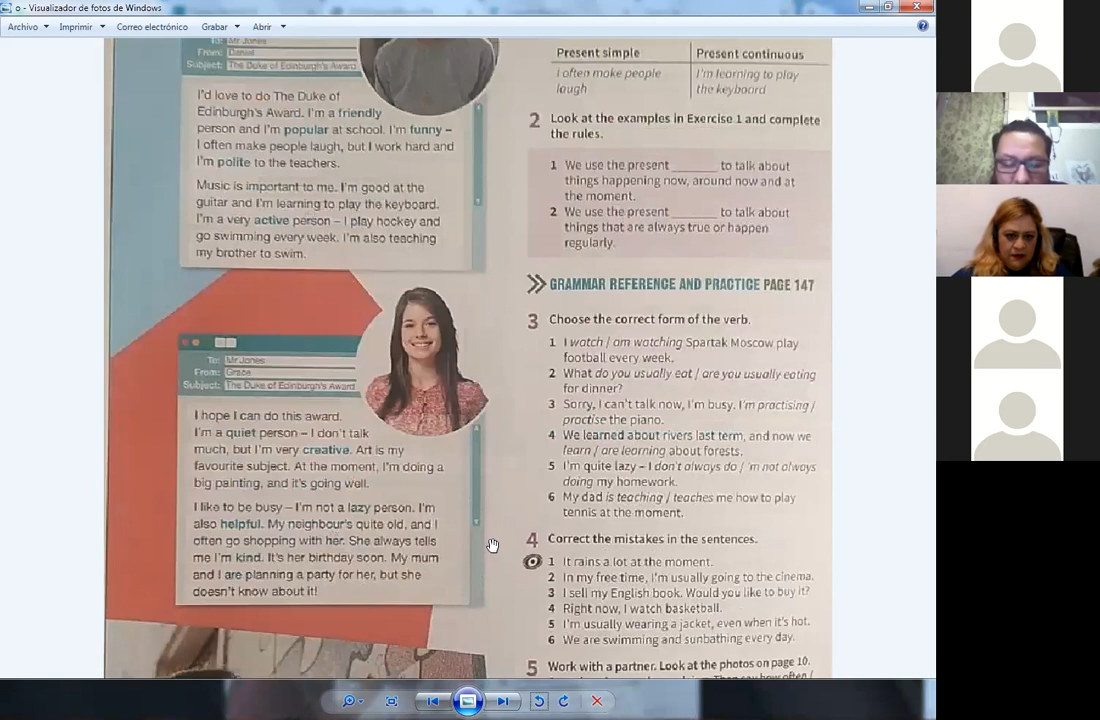 o - Visualizador de fotos de Windows
Archivo Imprimir Correo electrónico Grabar Abrir
To: Mr Jones
From: Daniel
Subject: The Duke of Edinburgh's Award
I'd love to do The Duke of
Edinburgh's Award. I'm a friendly
person and I'm popular at school. I'm funny –
I often make people laugh, but I work hard and
I'm polite to the teachers.
Music is important to me. I'm good at the
guitar and I'm learning to play the keyboard.
I'm a very active person – I play hockey and
go swimming every week. I'm also teaching
my brother to swim.
To: Mr Jones
From: Grace
Subject: The Duke of Edinburgh's Award
I hope I can do this award.
I'm a quiet person – I don't talk
much, but I'm very creative. Art is my
favourite subject. At the moment, I'm doing a
big painting, and it's going well.
I like to be busy – I'm not a lazy person. I'm
also helpful. My neighbour's quite old, and I
often go shopping with her. She always tells
me I'm kind. It's her birthday soon. My mum
and I are planning a party for her, but she
doesn't know about it!
Present simple Present continuous
I often make people I'm learning to play
laugh the keyboard
2 Look at the examples in Exercise 1 and complete
the rules.
1 We use the present ______ to talk about
things happening now, around now and at
the moment.
2 We use the present ______ to talk about
things that are always true or happen
regularly.
GRAMMAR REFERENCE AND PRACTICE PAGE 147
3 Choose the correct form of the verb.
1 I watch / am watching Spartak Moscow play
football every week.
2 What do you usually eat / are you usually eating
for dinner?
3 Sorry, I can't talk now, I'm busy. I'm practising /
practise the piano.
4 We learned about rivers last term, and now we
learn / are learning about forests.
5 I'm quite lazy – I don't always do / 'm not always
doing my homework.
6 My dad is teaching / teaches me how to play
tennis at the moment.
4 Correct the mistakes in the sentences.
1 It rains a lot at the moment.
2 In my free time, I'm usually going to the cinema.
3 I sell my English book. Would you like to buy it?
4 Right now, I watch basketball.
5 I'm usually wearing a jacket, even when it's hot.
6 We are swimming and sunbathing every day.
5 Work with a partner. Look at the photos on page 10.